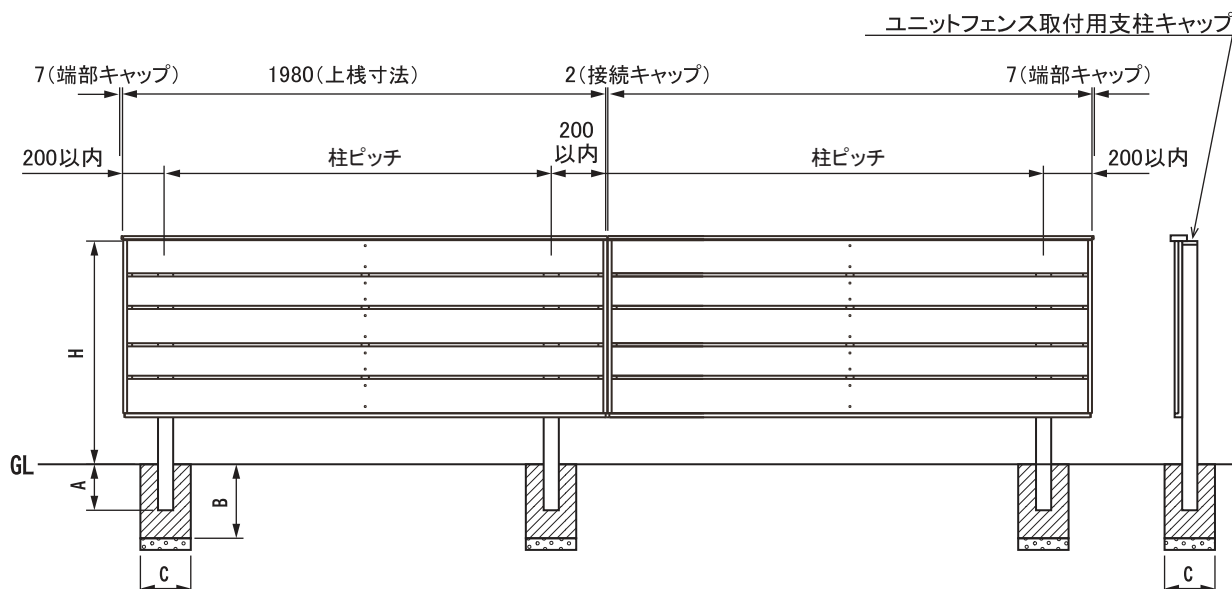 ユニットフェンス取付用支柱キャップ
7(端部キャップ)
1980(上桟寸法)
2(接続キャップ)
7(端部キャップ)
200以内
柱ピッチ
200
以内
柱ピッチ
200以内
H
GL
A
B
C
C